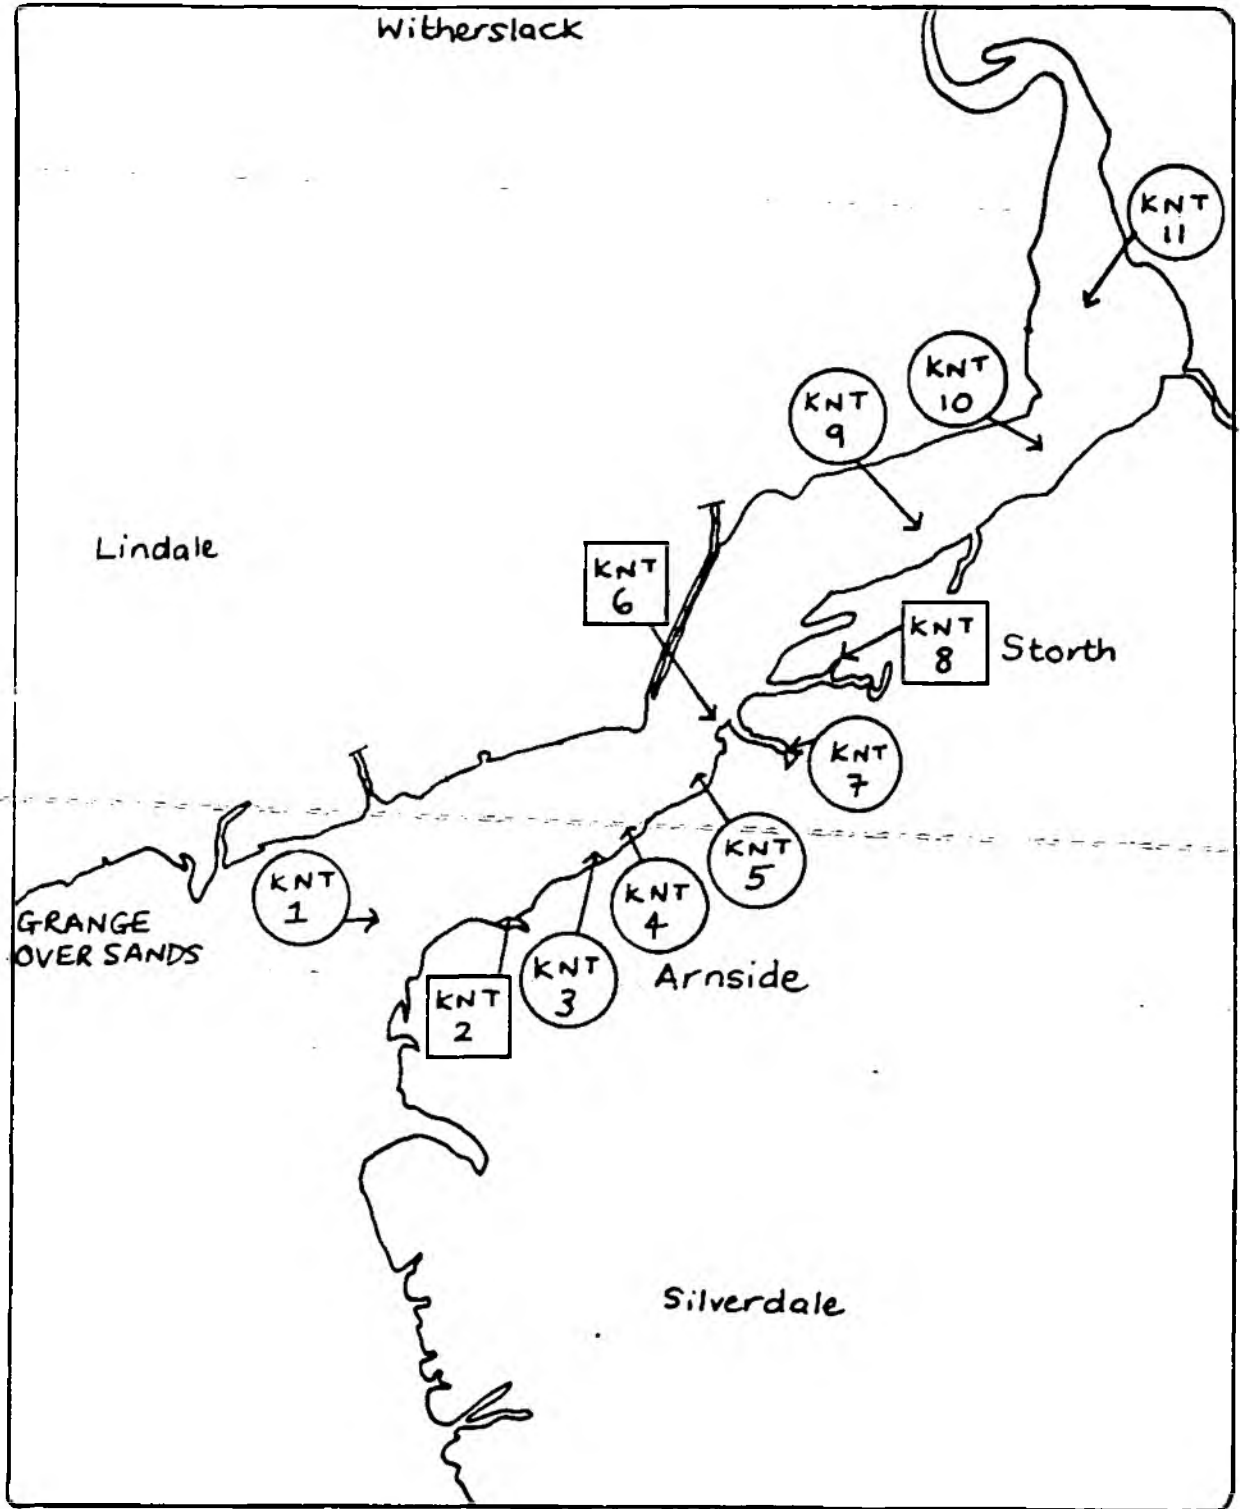 Witherslack
KNT
11
KNT
10
KNT
9
Lindale
KNT
6
KNT
8
Storth
KNT
7
KNT
5
KNT
4
KNT
1
GRANGE
OVER SANDS
KNT
3
Arnside
KNT
2
Silverdale